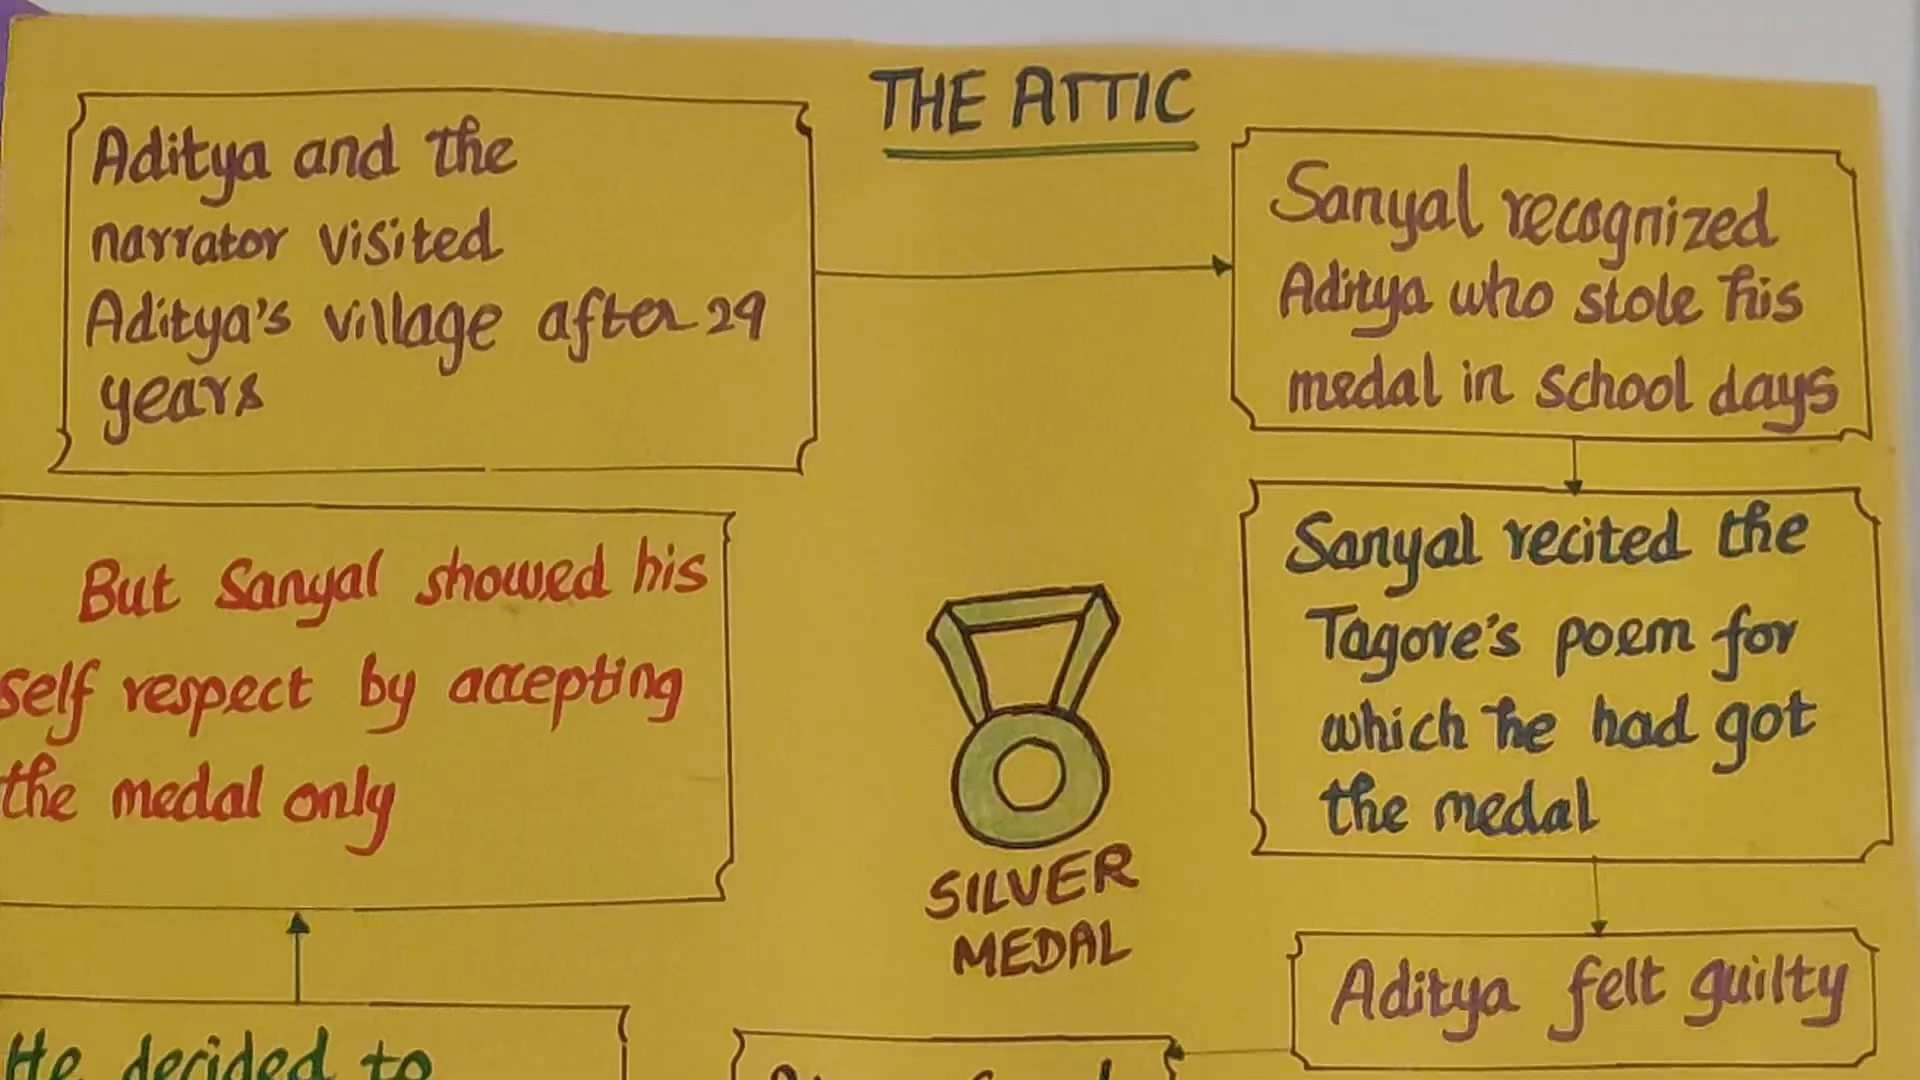 THE ATTIC
Aditya and the
narrator visited
Aditya's village after 29
years
Sanyal recognized
Aditya who stole his
medal in school days
Sanyal recited the
Tagore's poem for
which he had got
the medal
Aditya felt guilty
But Sanyal showed his
self respect by accepting
the medal only
SILVER
MEDAL
He decided to